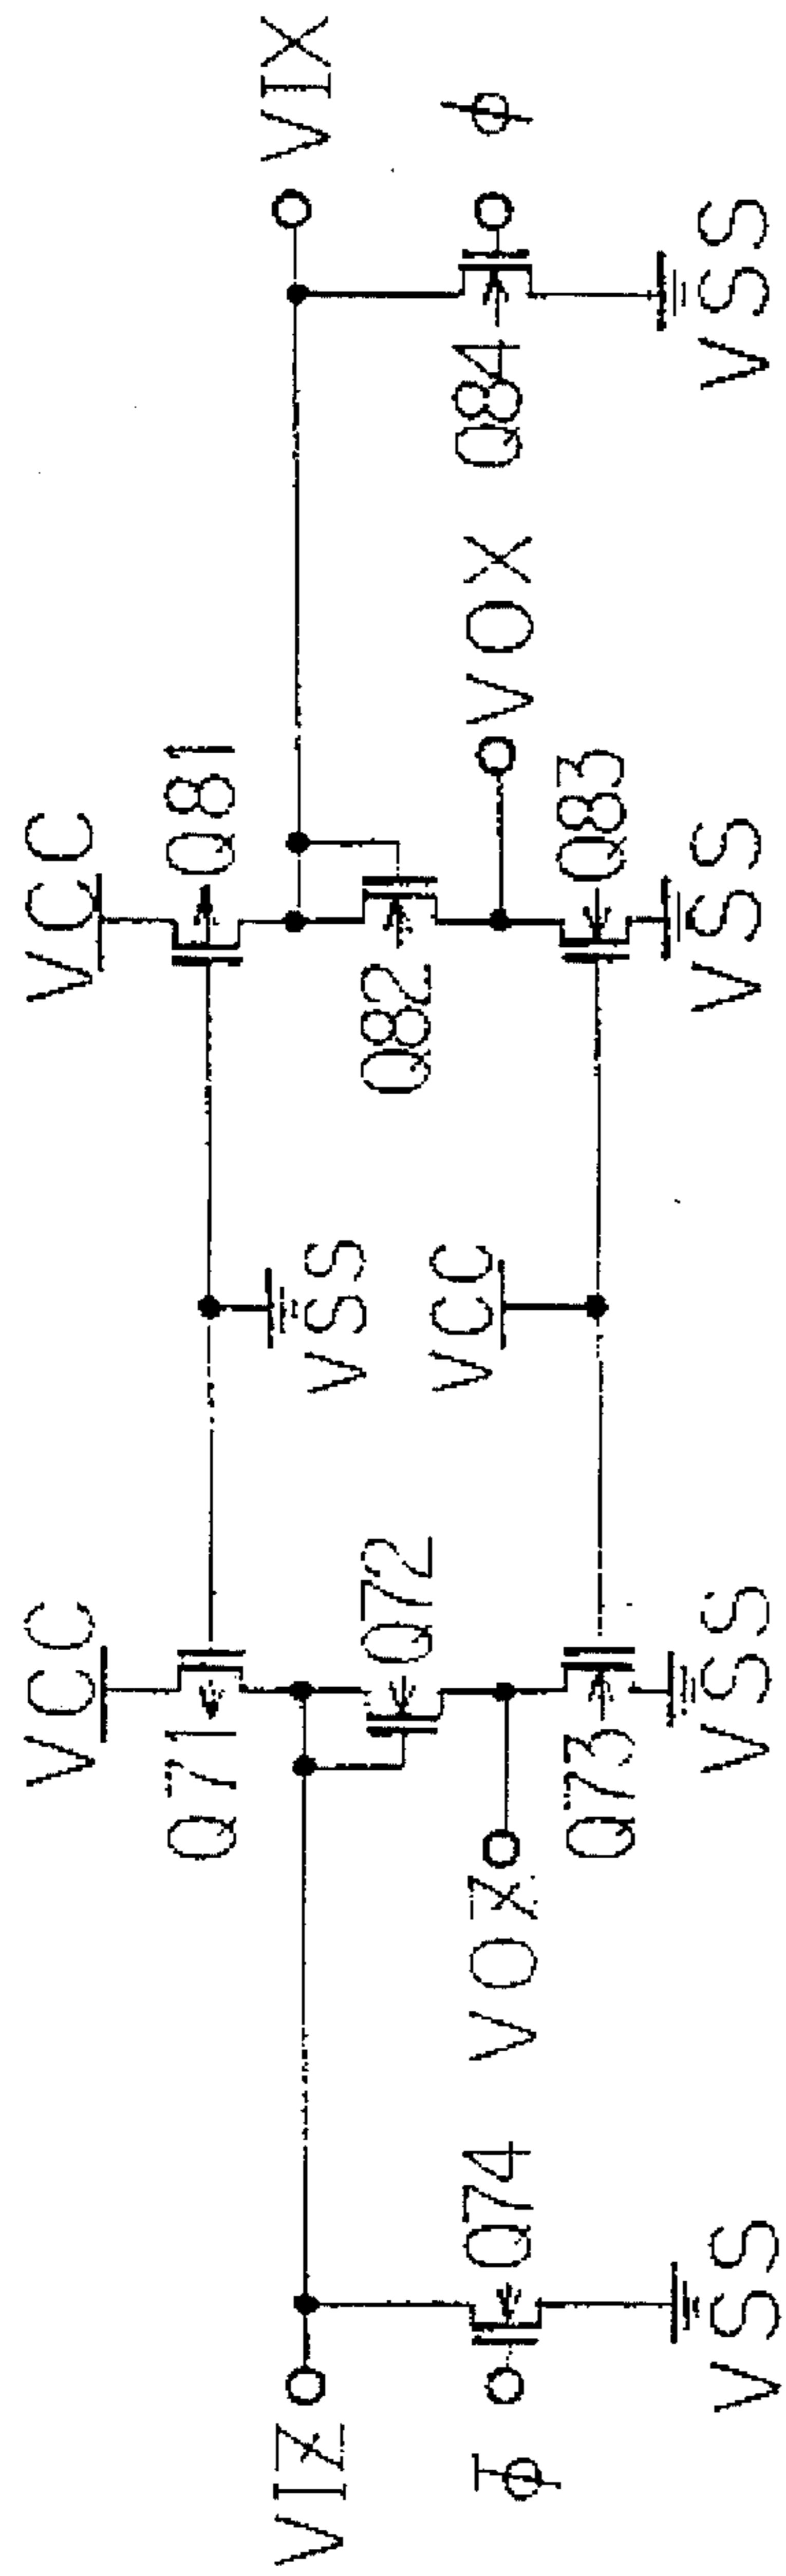 VCC
VCC
Q71
Q81
VIZ
VSS
VIX
Q72
Q82
VCC
φ̅
Q74
VOZ
VOX
Q84
φ
Q73
Q83
VSS
VSS
VSS
VSS